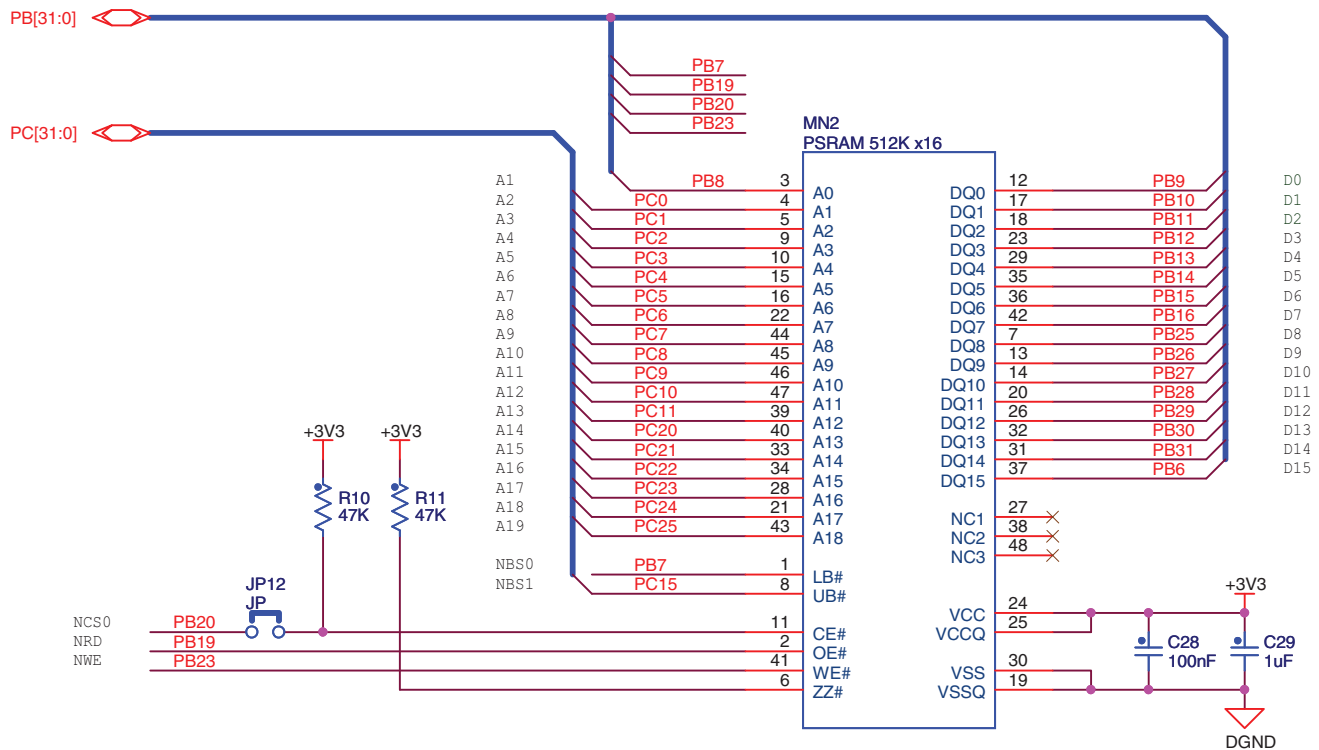 PB[31:0]
PB7
PB19
PB20
PB23
PC[31:0]
MN2
PSRAM 512K x16
A1 PB8 3 A0 DQ0 12 PB9 D0
A2 PC0 4 A1 DQ1 17 PB10 D1
A3 PC1 5 A2 DQ2 18 PB11 D2
A4 PC2 9 A3 DQ3 23 PB12 D3
A5 PC3 10 A4 DQ4 29 PB13 D4
A6 PC4 15 A5 DQ5 35 PB14 D5
A7 PC5 16 A6 DQ6 36 PB15 D6
A8 PC6 22 A7 DQ7 42 PB16 D7
A9 PC7 44 A8 DQ8 7 PB25 D8
A10 PC8 45 A9 DQ9 13 PB26 D9
A11 PC9 46 A10 DQ10 14 PB27 D10
A12 PC10 47 A11 DQ11 20 PB28 D11
A13 PC11 39 A12 DQ12 26 PB29 D12
A14 PC20 40 A13 DQ13 32 PB30 D13
A15 PC21 33 A14 DQ14 31 PB31 D14
A16 PC22 34 A15 DQ15 37 PB6 D15
A17 PC23 28 A16
A18 PC24 21 A17 NC1 27
A19 PC25 43 A18 NC2 38
NC3 48
+3V3 +3V3
R10 R11
47K 47K
NBS0 PB7 1 LB#
NBS1 PC15 8 UB#
JP12
JP
NCS0 PB20 11 CE#
NRD PB19 2 OE#
NWE PB23 41 WE#
6 ZZ#
+3V3
VCC 24
VCCQ 25
C28 C29
100nF 1uF
VSS 30
VSSQ 19
DGND